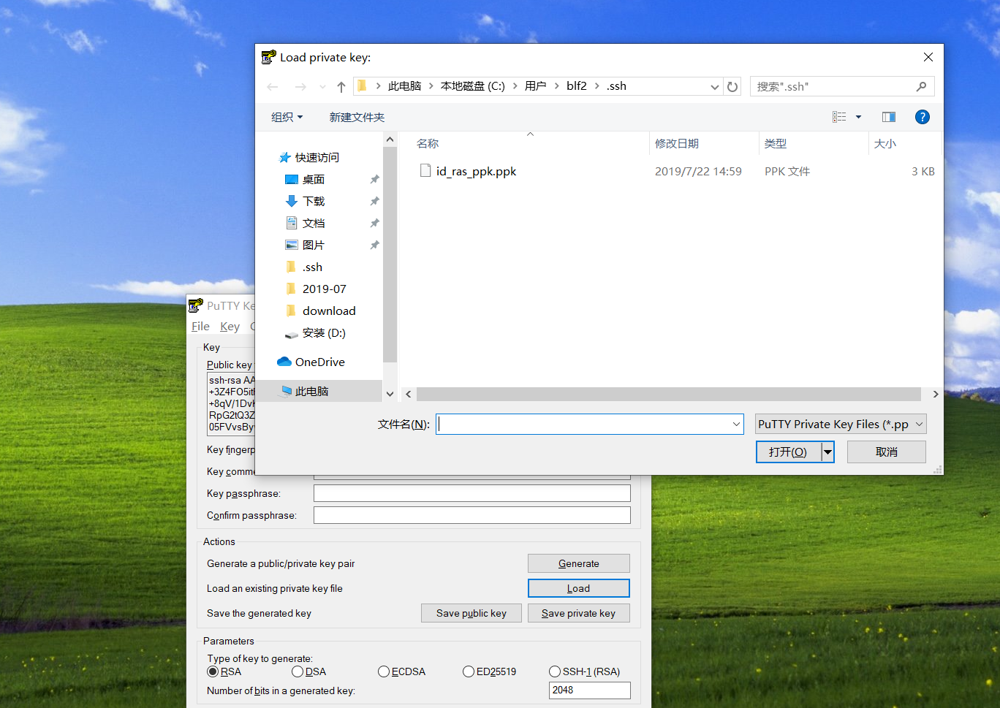 Load private key:
此电脑 本地磁盘 (C:) 用户 blf2 .ssh
搜索".ssh"
组织 新建文件夹
名称 修改日期 类型 大小
id_ras_ppk.ppk 2019/7/22 14:59 PPK 文件 3 KB
快速访问
桌面
下载
文档
图片
.ssh
2019-07
download
安装 (D:)
OneDrive
此电脑
文件名(N):
PuTTY Private Key Files (*.pp
打开(O) 取消
PuTTY Ke
File Key
Key
Public key
ssh-rsa AA
+3Z4FO5it
+8qV/1Dv
RpG2tQ3Z
05FVvsBy
Key fingerp
Key comme
Key passphrase:
Confirm passphrase:
Actions
Generate a public/private key pair Generate
Load an existing private key file Load
Save the generated key Save public key Save private key
Parameters
Type of key to generate:
RSA DSA ECDSA ED25519 SSH-1 (RSA)
Number of bits in a generated key: 2048